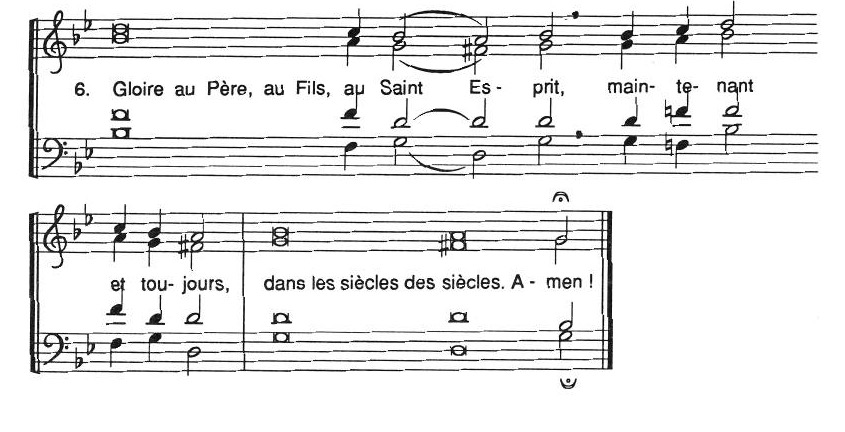 6. Gloire au Père, au Fils, au Saint Es - prit, main- te- nant
et tou- jours, dans les siècles des siècles. A - men !